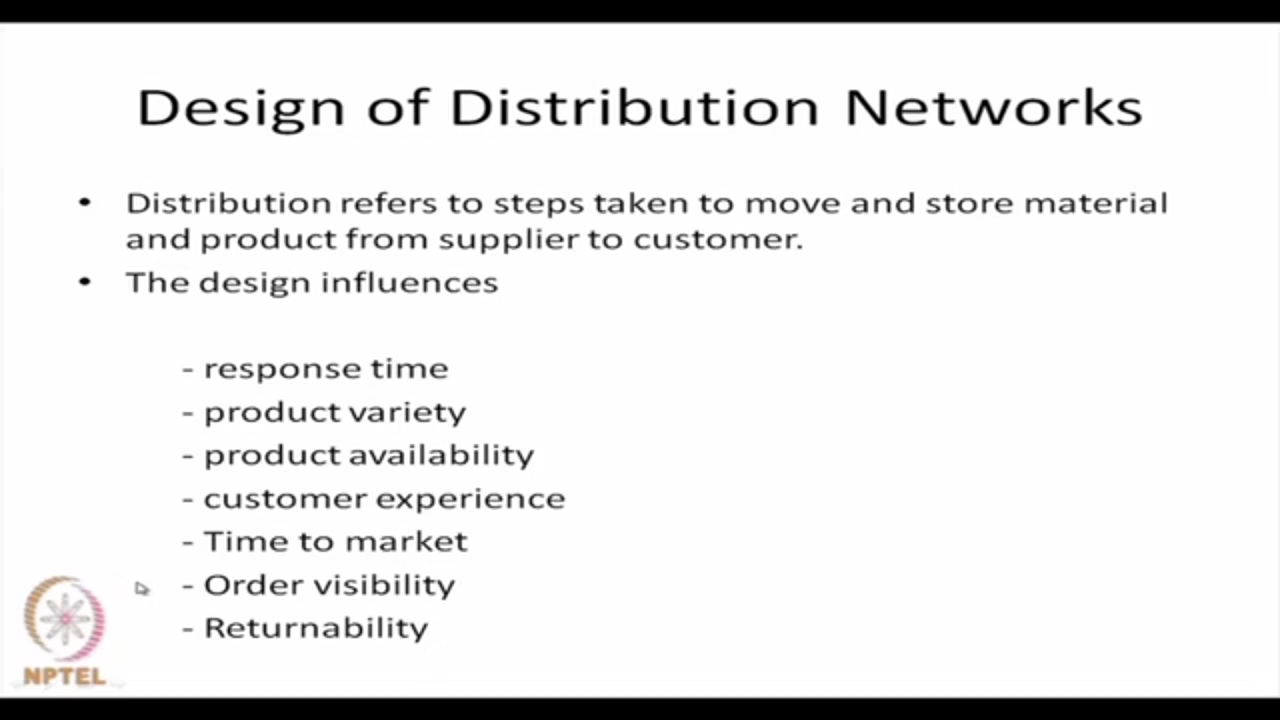 Design of Distribution Networks
• Distribution refers to steps taken to move and store material
and product from supplier to customer.
• The design influences
- response time
- product variety
- product availability
- customer experience
- Time to market
- Order visibility
- Returnability
NPTEL